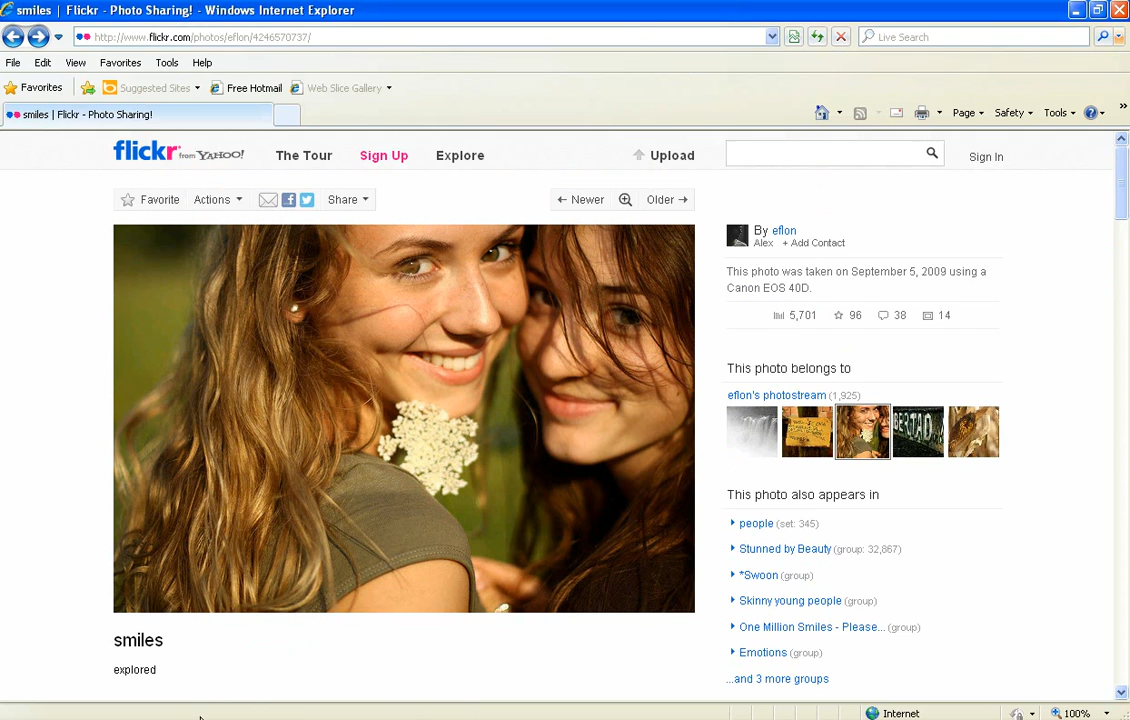 smiles | Flickr - Photo Sharing! - Windows Internet Explorer
http://www.flickr.com/photos/eflon/4246570737/
Live Search
File Edit View Favorites Tools Help
Favorites Suggested Sites Free Hotmail Web Slice Gallery
smiles | Flickr - Photo Sharing!
Page Safety Tools
flickr from YAHOO! The Tour Sign Up Explore Upload Sign In
Favorite Actions Share Newer Older
By eflon
Alex + Add Contact
This photo was taken on September 5, 2009 using a
Canon EOS 40D.
5,701 96 38 14
This photo belongs to
eflon's photostream (1,925)
BERTAD
This photo also appears in
people (set: 345)
Stunned by Beauty (group: 32,867)
*Swoon (group)
Skinny young people (group)
One Million Smiles - Please... (group)
Emotions (group)
...and 3 more groups
smiles
explored
Internet 100%